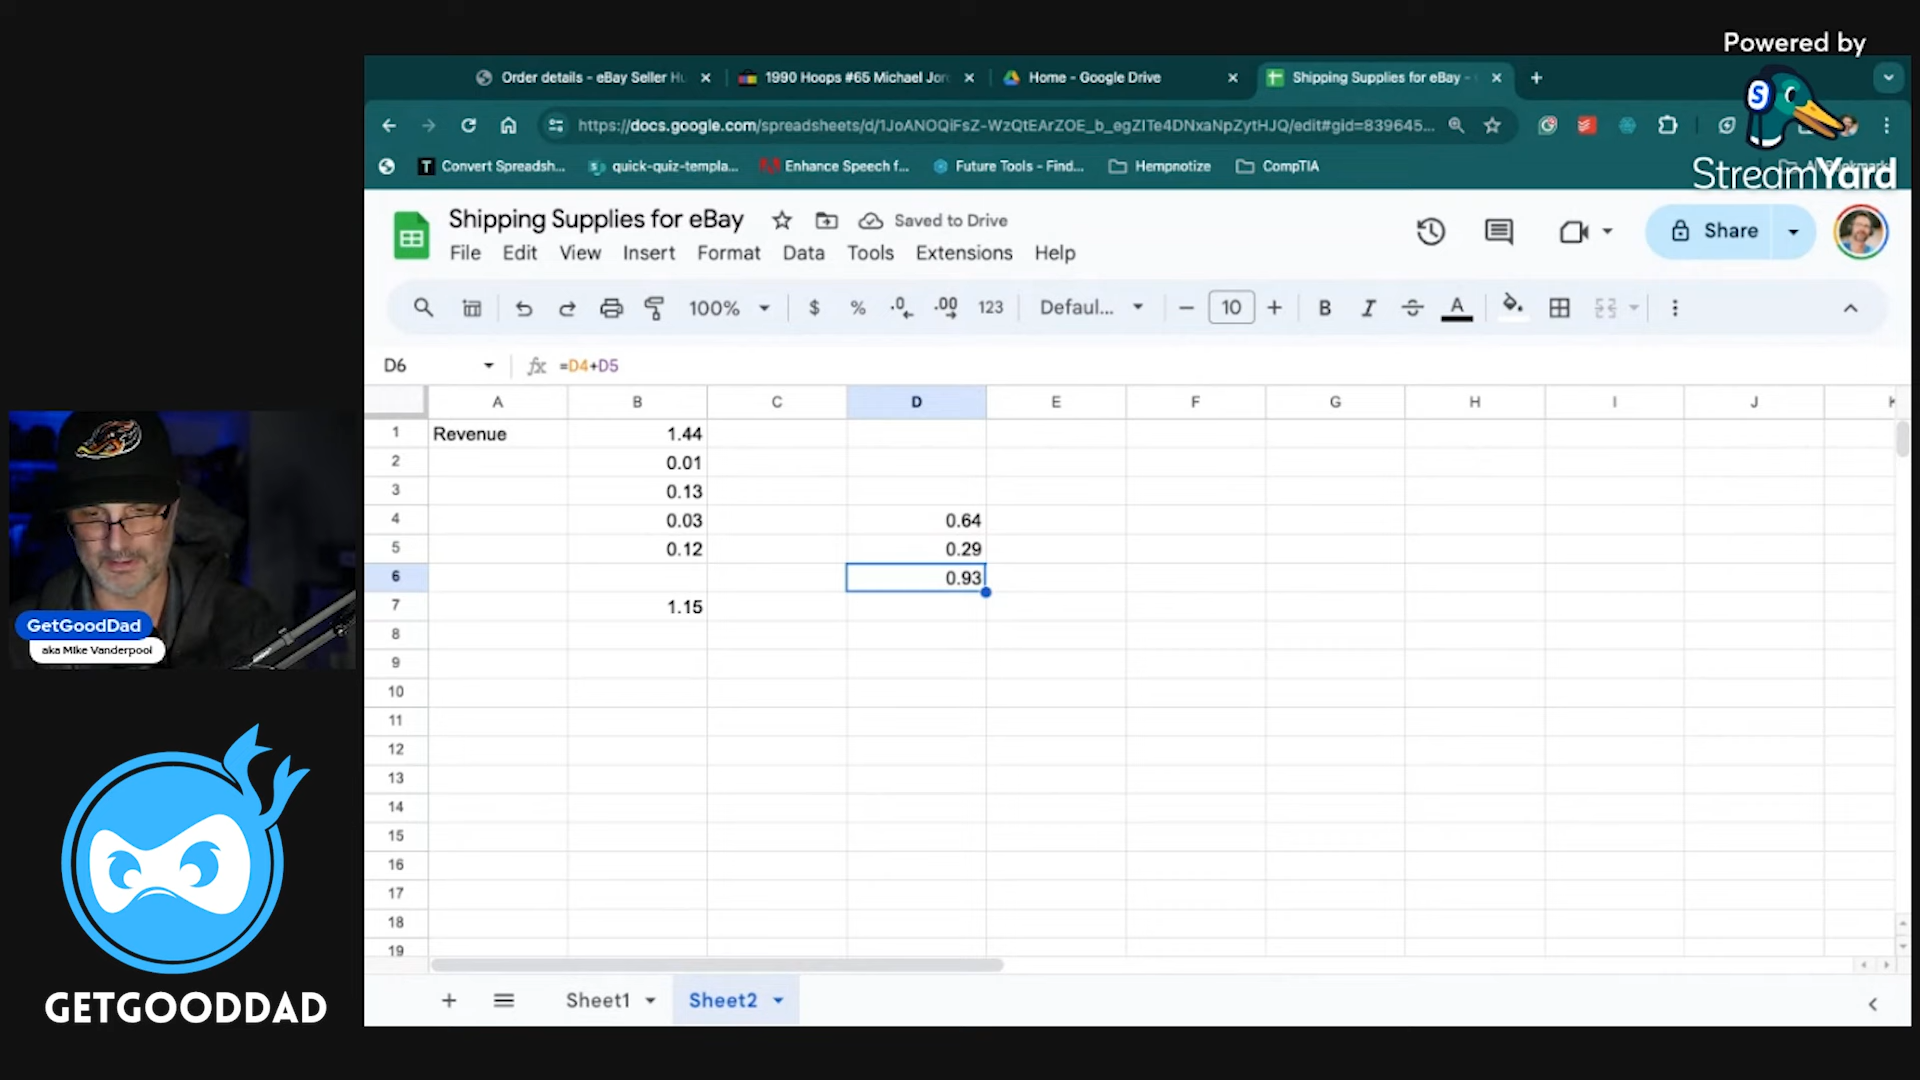 Powered by
StreamYard
Order details - eBay Seller Hu
1990 Hoops #65 Michael Jor
Home - Google Drive
Shipping Supplies for eBay -
https://docs.google.com/spreadsheets/d/1JoANOQiFsZ-WzQtEArZOE_b_egZITe4DNxaNpZytHJQ/edit#gid=839645...
Convert Spreadsh...
quick-quiz-templa...
Enhance Speech f...
Future Tools - Find...
Hempnotize
CompTIA
Shipping Supplies for eBay
Saved to Drive
File Edit View Insert Format Data Tools Extensions Help
Share
100% $ % .0 .00 123 Defaul... 10 B I S A
D6 fx =D4+D5
A B C D E F G H I J
1 Revenue 1.44
2 0.01
3 0.13
4 0.03 0.64
5 0.12 0.29
6 0.93
7 1.15
8
9
10
11
12
13
14
15
16
17
18
19
Sheet1 Sheet2
GetGoodDad
aka Mike Vanderpool
GETGOODDAD